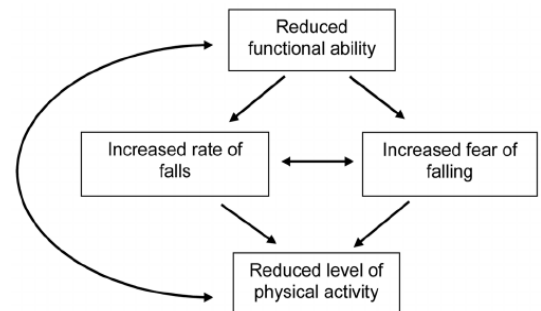 Reduced
functional ability
Increased rate of
falls
Increased fear of
falling
Reduced level of
physical activity